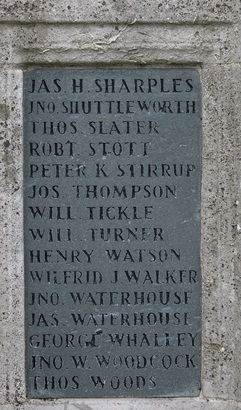 JAS H. SHARPLES
JNO. SHUTTLEWORTH
THOS. SLATER
ROBT. STOTT
PETER K STIRRUP
JOS. THOMPSON
WILL TICKLE
WILL TURNER
HENRY WATSON
WILFRID J. WALKER
JNO. WATERHOUSE
JAS. WATERHOUSE
GEORGE WHALLEY
JNO. W. WOODCOCK
THOS. WOODS